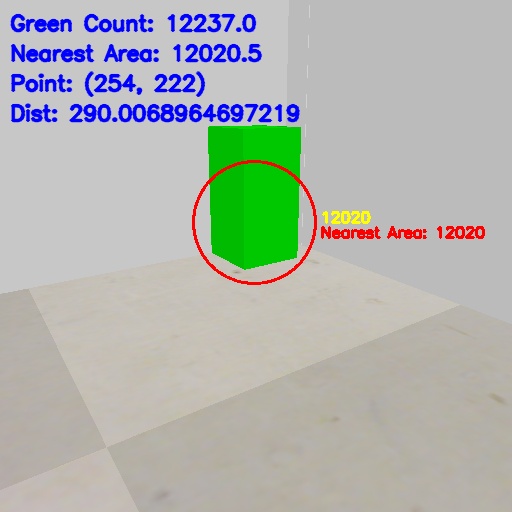 Green Count: 12237.0
Nearest Area: 12020.5
Point: (254, 222)
Dist: 290.0068964697219
12020
Nearest Area: 12020